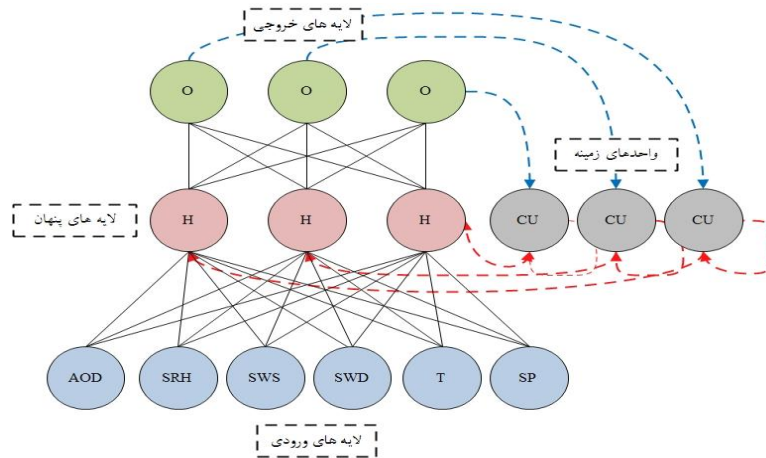 لایه های خروجی
O
O
O
واحدهای زمینه
لایه های پنهان
H
H
H
CU
CU
CU
AOD
SRH
SWS
SWD
T
SP
لایه های ورودی